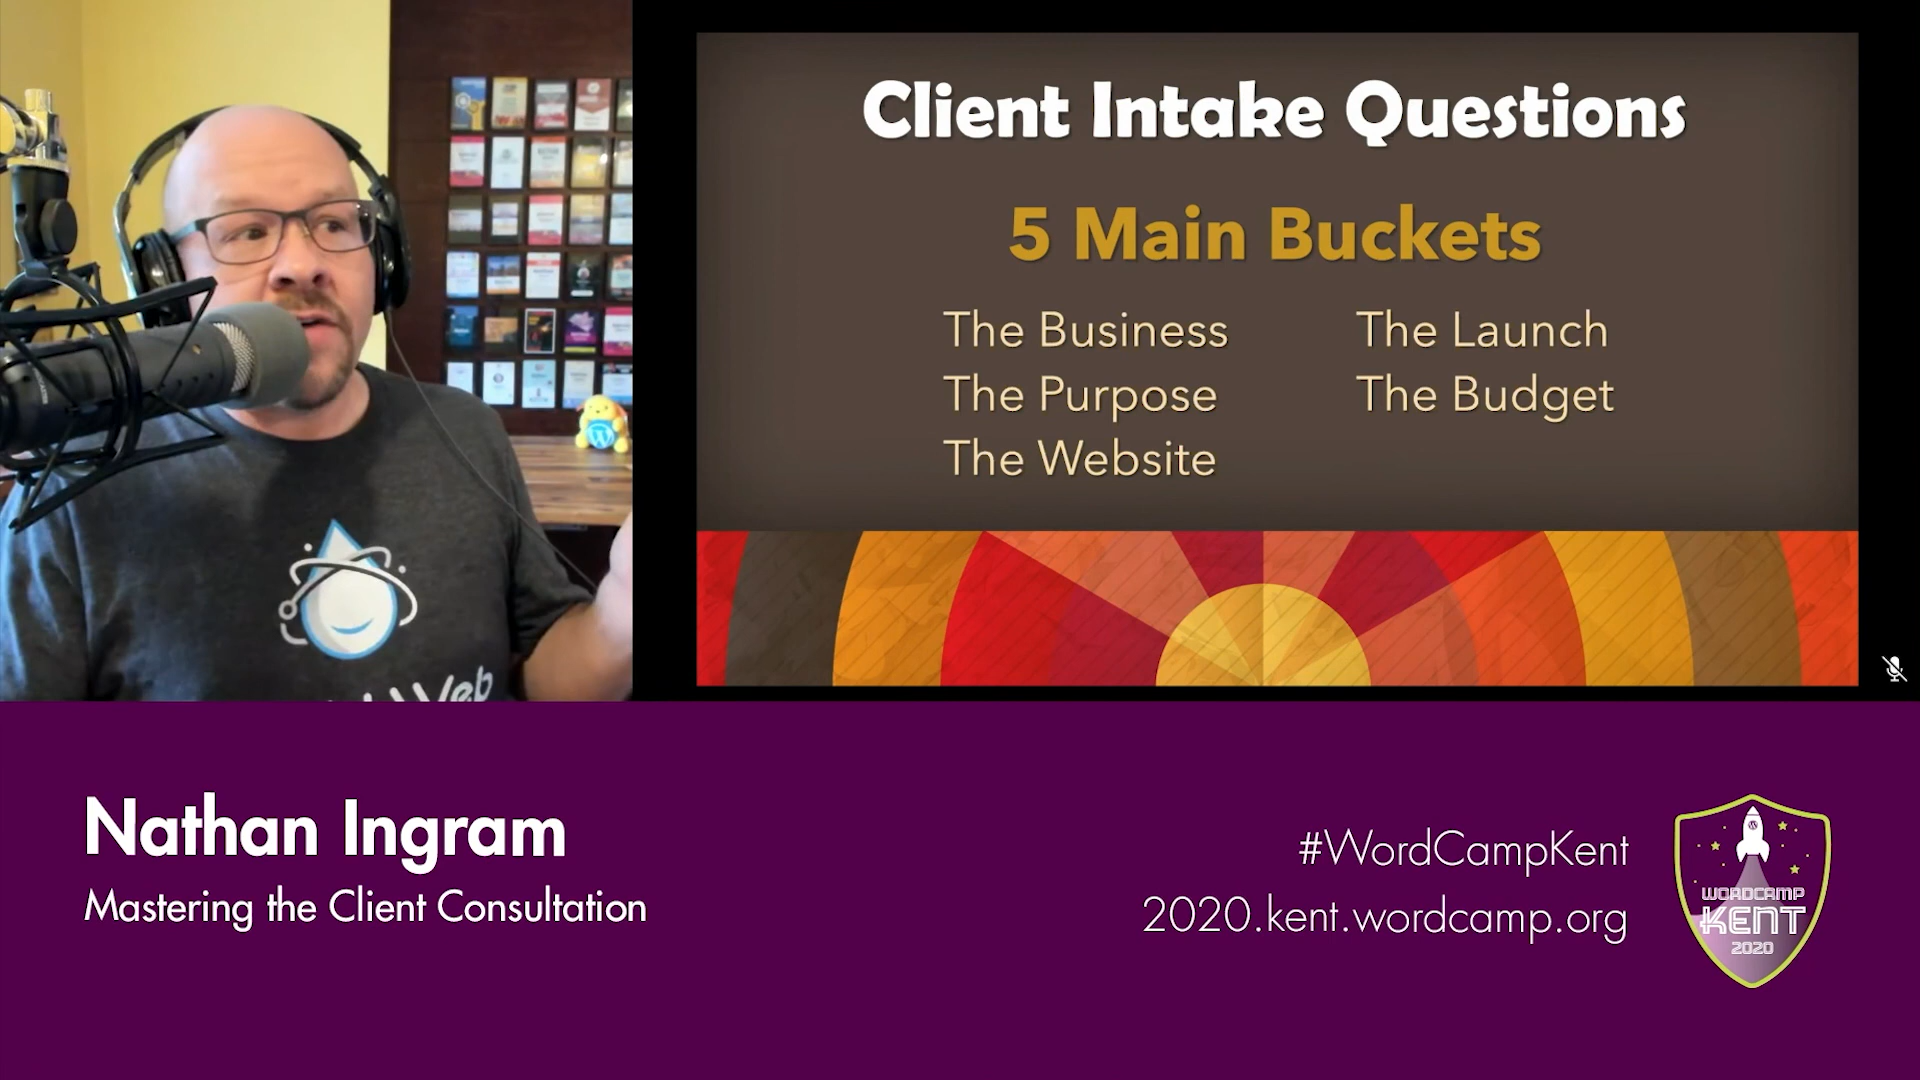 Client Intake Questions
5 Main Buckets
The Business
The Purpose
The Website
The Launch
The Budget
Web
Nathan Ingram
Mastering the Client Consultation
#WordCampKent
2020.kent.wordcamp.org
WORDCAMP
KENT
2020